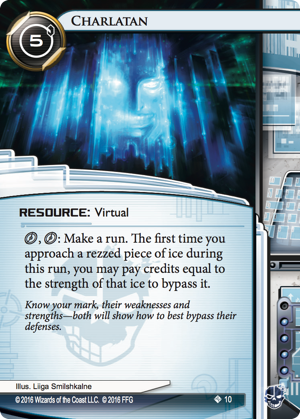 CHARLATAN
5
RESOURCE: Virtual
, : Make a run. The first time you
approach a rezzed piece of ice during
this run, you may pay credits equal to
the strength of that ice to bypass it.
Know your mark, their weaknesses and
strengths—both will show how to best bypass their
defenses.
Illus. Liiga Smilshkalne
© 2016 Wizards of the Coast LLC. © 2016 FFG
10